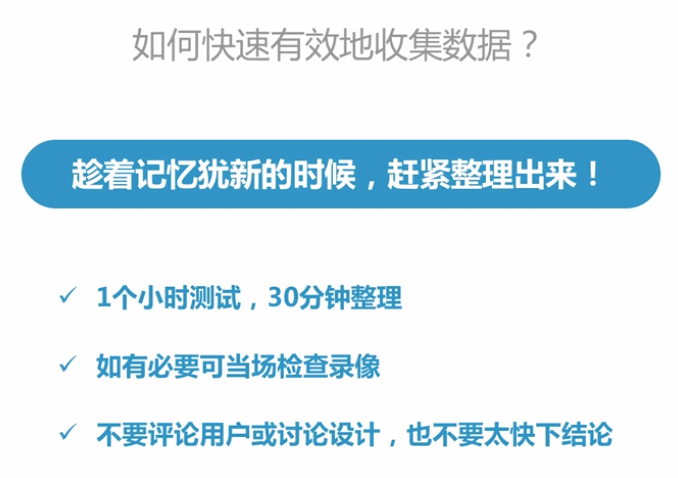 如何快速有效地收集数据？
趁着记忆犹新的时候，赶紧整理出来！
✓ 1个小时测试，30分钟整理
✓ 如有必要可当场检查录像
✓ 不要评论用户或讨论设计，也不要太快下结论